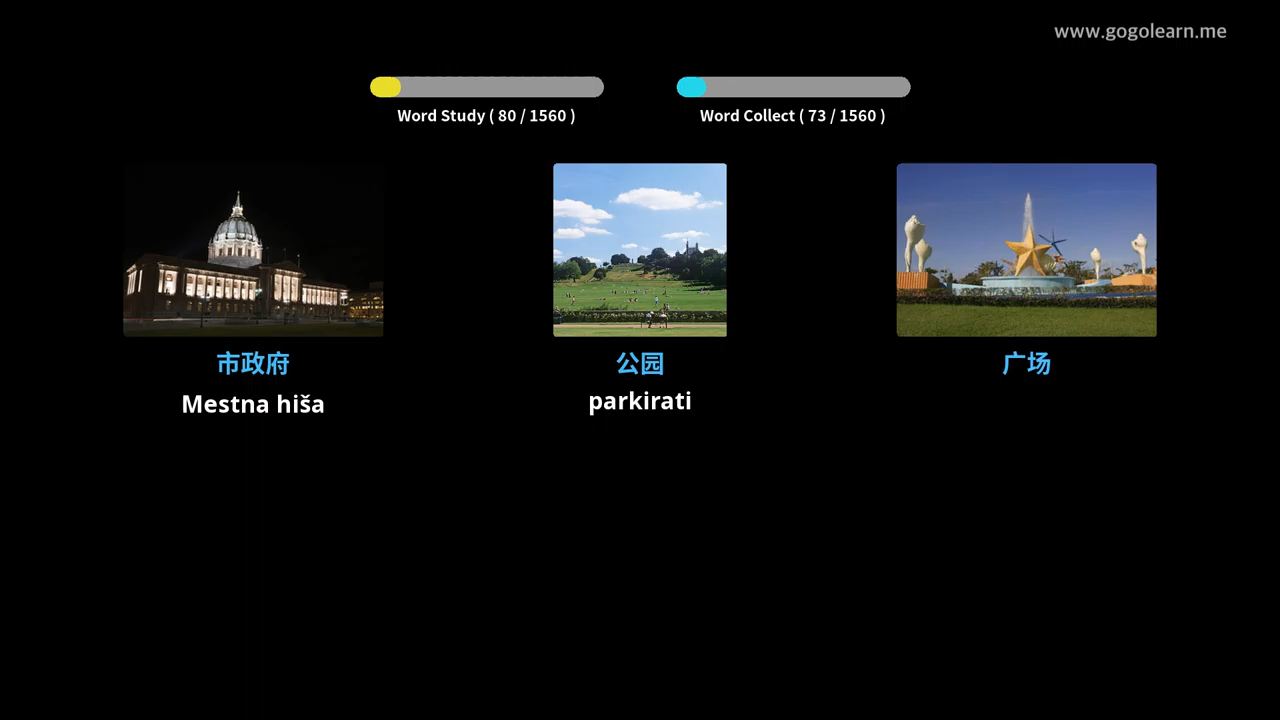 www.gogolearn.me
Word Study ( 80 / 1560 )
Word Collect ( 73 / 1560 )
市政府
公园
广场
Mestna hiša
parkirati